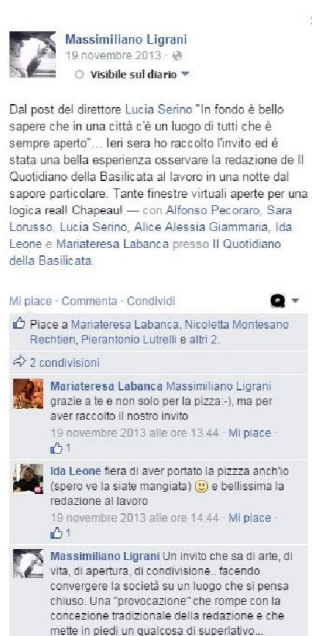 Massimiliano Ligrani
19 novembre 2013 ·
Visibile sul diario
Dal post del direttore Lucia Serino "In fondo è bello
sapere che in una città c'è un luogo di tutti che è
sempre aperto"... Ieri sera ho raccolto l'invito ed é
stata una bella esperienza osservare la redazione de Il
Quotidiano della Basilicata al lavoro in una notte dal
sapore particolare. Tante finestre virtuali aperte per una
logica real! Chapeau! — con Alfonso Pecoraro, Sara
Lorusso, Lucia Serino, Alice Alessia Giammaria, Ida
Leone e Mariateresa Labanca presso Il Quotidiano
della Basilicata.
Mi piace · Commenta · Condividi
Piace a Mariateresa Labanca, Nicoletta Montesano
Rechtien, Pierantonio Lutrelli e altri 2.
2 condivisioni
Mariateresa Labanca Massimiliano Ligrani
grazie a te e non solo per la pizza:-), ma per
aver raccolto il nostro invito
19 novembre 2013 alle ore 13.44 · Mi piace ·
1
Ida Leone fiera di aver portato la pizzza anch'io
(spero ve la siate mangiata) e bellissima la
redazione al lavoro
19 novembre 2013 alle ore 14.44 · Mi piace ·
1
Massimiliano Ligrani Un invito che sa di arte, di
vita, di apertura, di condivisione.. facendo
convergere la società su un luogo che si pensa
chiuso. Una "provocazione" che rompe con la
concezione tradizionale della redazione e che
mette in piedi un qualcosa di superlativo...